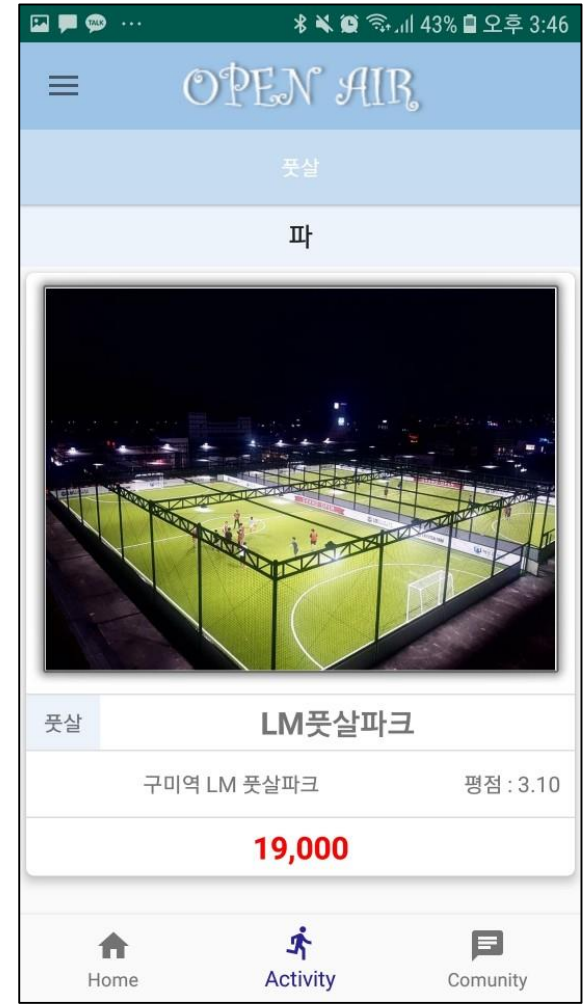 TALK ... 43% 오후 3:46
OPEN AIR
풋살
파
풋살 LM풋살파크
구미역 LM 풋살파크 평점 : 3.10
19,000
Home Activity Comunity